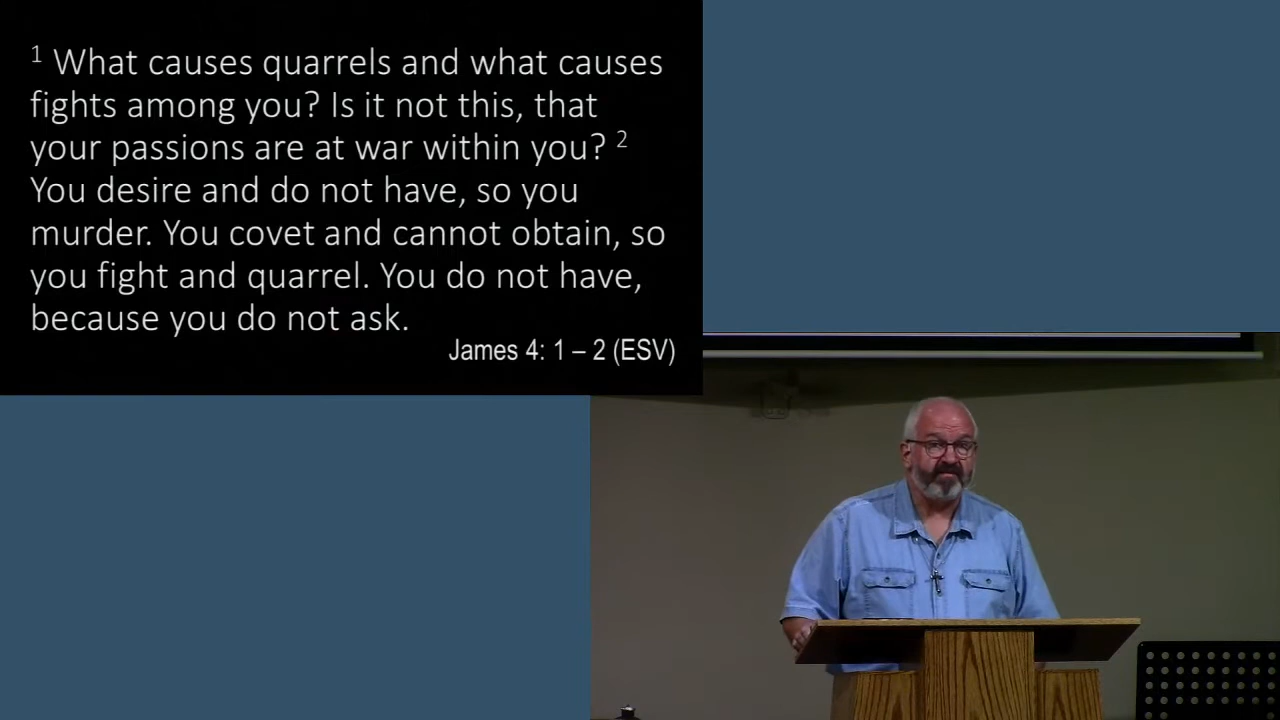 1 What causes quarrels and what causes
fights among you? Is it not this, that
your passions are at war within you? 2
You desire and do not have, so you
murder. You covet and cannot obtain, so
you fight and quarrel. You do not have,
because you do not ask.
James 4: 1 – 2 (ESV)